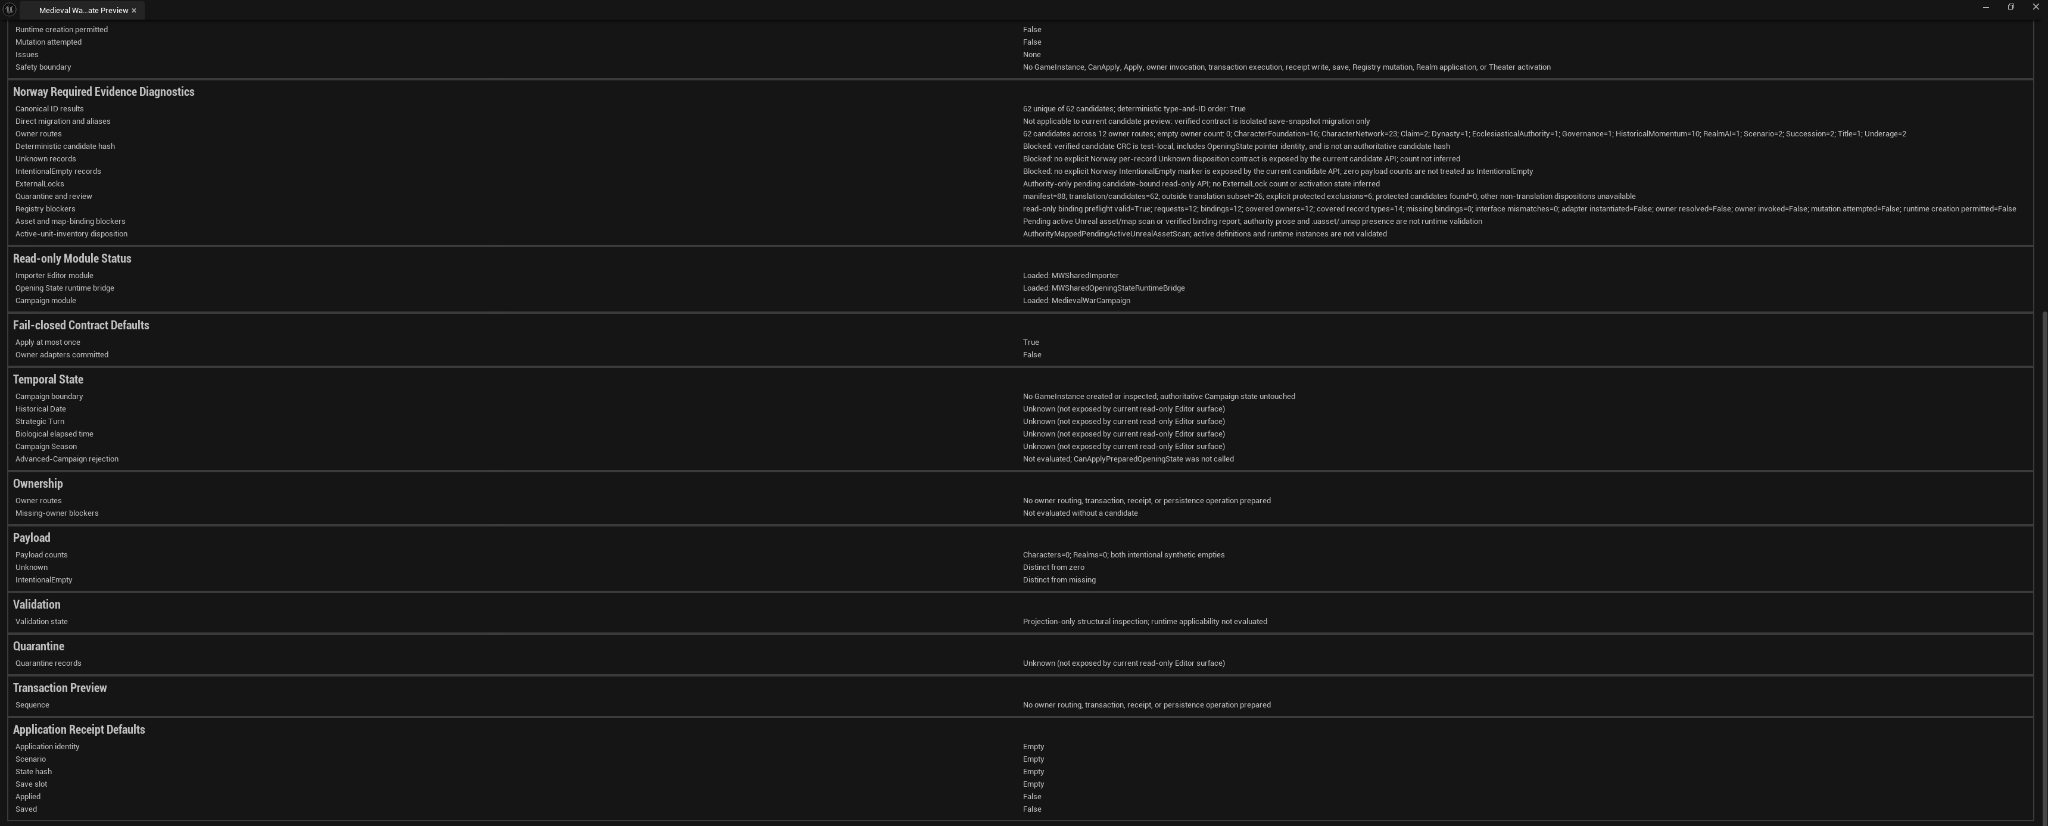 Medieval Wa...ate Preview
Runtime creation permitted False
Mutation attempted False
Issues None
Safety boundary No GameInstance, CanApply, Apply, owner invocation, transaction execution, receipt write, save, Registry mutation, Realm application, or Theater activation
Norway Required Evidence Diagnostics
Canonical ID results 62 unique of 62 candidates; deterministic type-and-ID order: True
Direct migration and aliases Not applicable to current candidate preview: verified contract is isolated save-snapshot migration only
Owner routes 62 candidates across 12 owner routes; empty owner count: 0; CharacterFoundation=16; CharacterNetwork=23; Claim=2; Dynasty=1; EcclesiasticalAuthority=1; Governance=1; HistoricalMomentum=10; RealmAI=1; Scenario=2; Succession=2; Title=1; Underage=2
Deterministic candidate hash Blocked: verified candidate CRC is test-local, includes OpeningState pointer identity, and is not an authoritative candidate hash
Unknown records Blocked: no explicit Norway per-record Unknown disposition contract is exposed by the current candidate API; count not inferred
IntentionalEmpty records Blocked: no explicit Norway IntentionalEmpty marker is exposed by the current candidate API; zero payload counts are not treated as IntentionalEmpty
ExternalLocks Authority-only pending candidate-bound read-only API; no ExternalLock count or activation state inferred
Quarantine and review manifest=88; translation/candidates=62; outside translation subset=26; explicit protected exclusions=6; protected candidates found=0; other non-translation dispositions unavailable
Registry blockers read-only binding preflight valid=True; requests=12; bindings=12; covered owners=12; covered record types=14; missing bindings=0; interface mismatches=0; adapter instantiated=False; owner resolved=False; owner invoked=False; mutation attempted=False; runtime creation permitted=False
Asset and map-binding blockers Pending active Unreal asset/map scan or verified binding report; authority prose and .uasset/.umap presence are not runtime validation
Active-unit-inventory disposition AuthorityMappedPendingActiveUnrealAssetScan; active definitions and runtime instances are not validated
Read-only Module Status
Importer Editor module Loaded: MWSharedImporter
Opening State runtime bridge Loaded: MWSharedOpeningStateRuntimeBridge
Campaign module Loaded: MedievalWarCampaign
Fail-closed Contract Defaults
Apply at most once True
Owner adapters committed False
Temporal State
Campaign boundary No GameInstance created or inspected; authoritative Campaign state untouched
Historical Date Unknown (not exposed by current read-only Editor surface)
Strategic Turn Unknown (not exposed by current read-only Editor surface)
Biological elapsed time Unknown (not exposed by current read-only Editor surface)
Campaign Season Unknown (not exposed by current read-only Editor surface)
Advanced-Campaign rejection Not evaluated; CanApplyPreparedOpeningState was not called
Ownership
Owner routes No owner routing, transaction, receipt, or persistence operation prepared
Missing-owner blockers Not evaluated without a candidate
Payload
Payload counts Characters=0; Realms=0; both intentional synthetic empties
Unknown Distinct from zero
IntentionalEmpty Distinct from missing
Validation
Validation state Projection-only structural inspection; runtime applicability not evaluated
Quarantine
Quarantine records Unknown (not exposed by current read-only Editor surface)
Transaction Preview
Sequence No owner routing, transaction, receipt, or persistence operation prepared
Application Receipt Defaults
Application identity Empty
Scenario Empty
State hash Empty
Save slot Empty
Applied False
Saved False